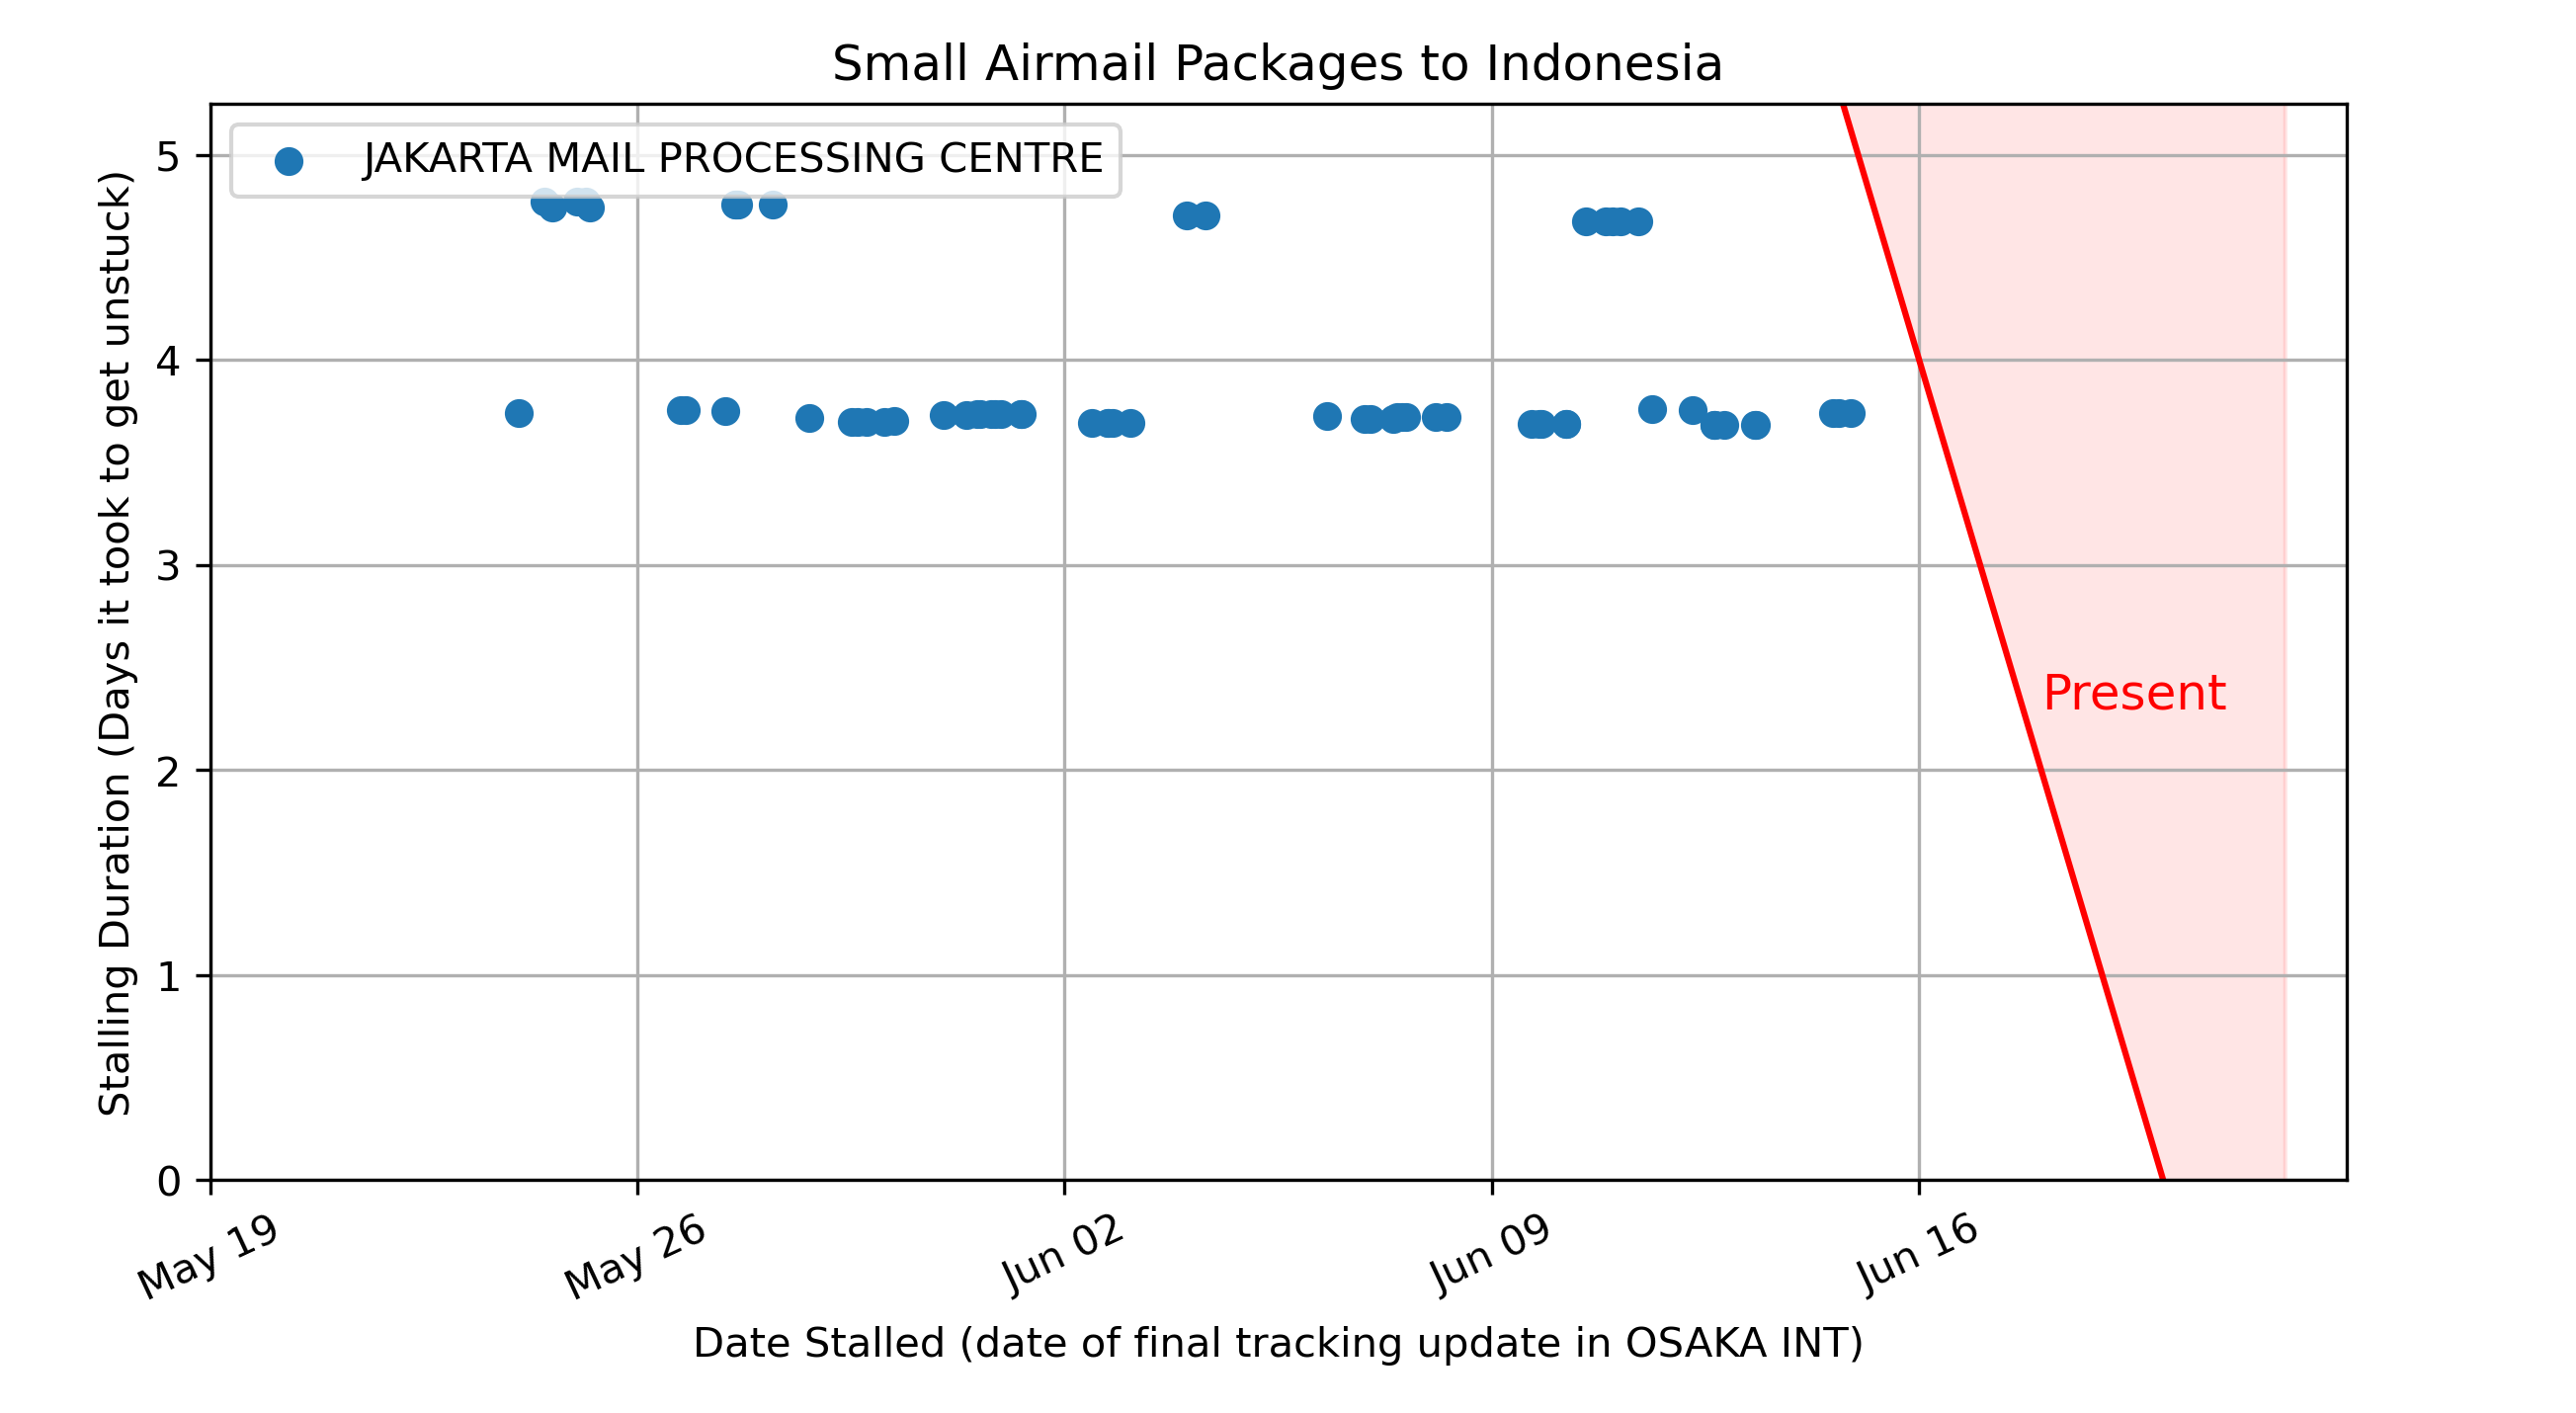 Small Airmail Packages to Indonesia
JAKARTA MAIL PROCESSING CENTRE
Stalling Duration (Days it took to get unstuck)
5
4
3
2
1
0
Present
May 19
May 26
Jun 02
Jun 09
Jun 16
Date Stalled (date of final tracking update in OSAKA INT)